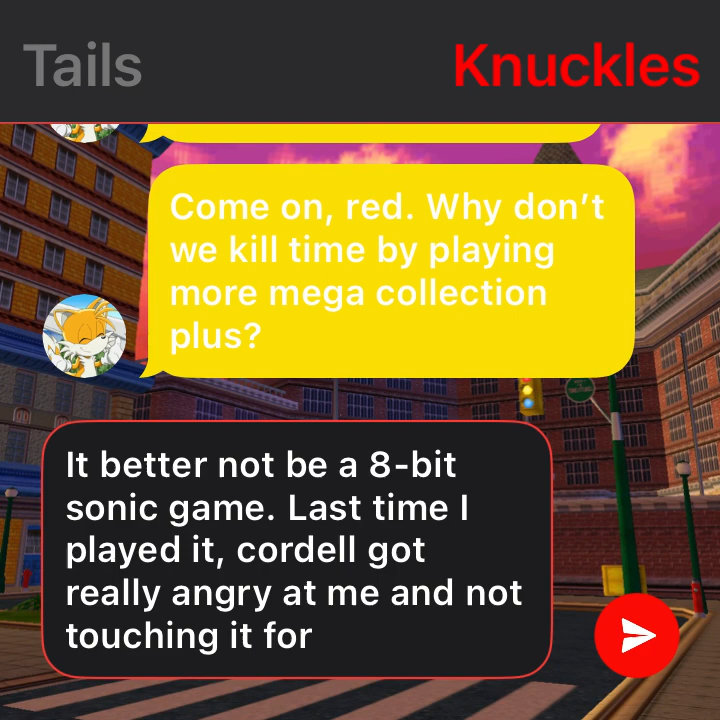 Tails
Knuckles
Come on, red. Why don’t
we kill time by playing
more mega collection
plus?
It better not be a 8-bit
sonic game. Last time I
played it, cordell got
really angry at me and not
touching it for